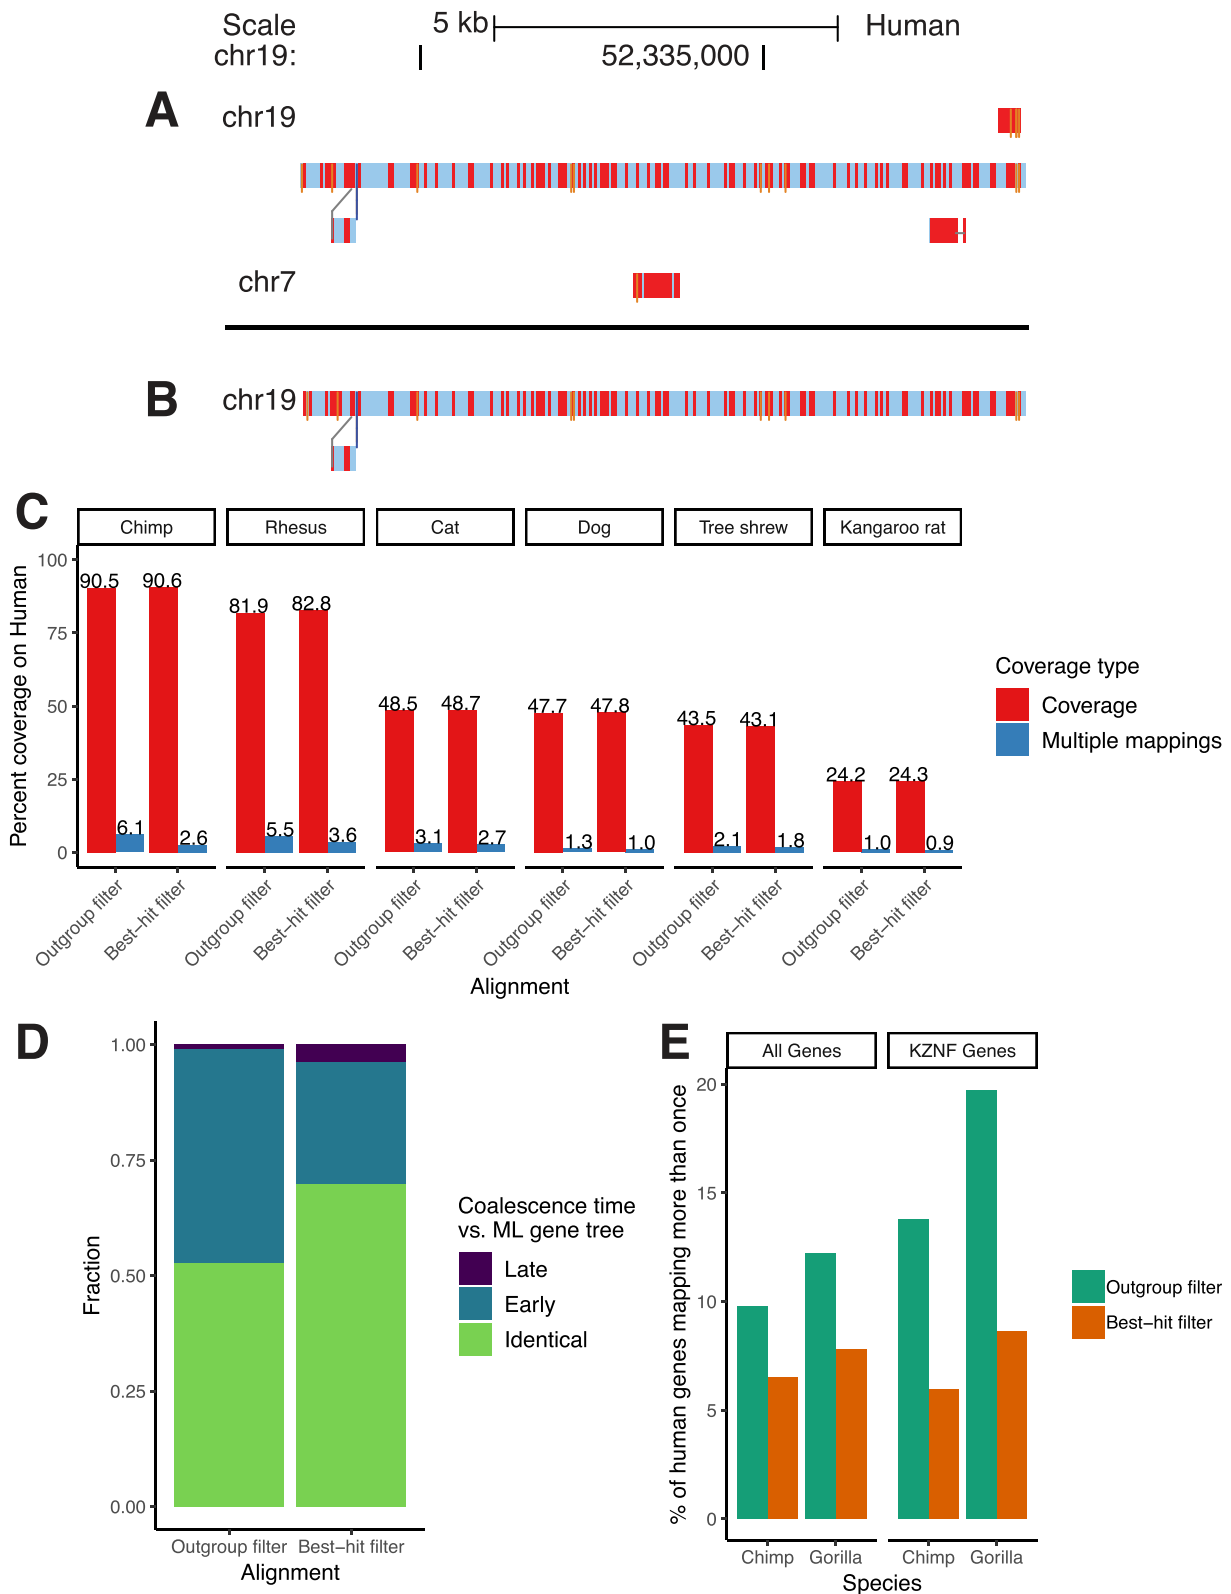 Scale 5 kb Human
chr19: 52,335,000
A
chr19
chr7
B
chr19
C
Chimp Rhesus Cat Dog Tree shrew Kangaroo rat
Percent coverage on Human
100
75
50
25
0
90.5 6.1 90.6 2.6
81.9 5.5 82.8 3.6
48.5 3.1 48.7 2.7
47.7 1.3 47.8 1.0
43.5 2.1 43.1 1.8
24.2 1.0 24.3 0.9
Outgroup filter Best−hit filter Outgroup filter Best−hit filter Outgroup filter Best−hit filter Outgroup filter Best−hit filter Outgroup filter Best−hit filter Outgroup filter Best−hit filter
Alignment
Coverage type
Coverage
Multiple mappings
D
Fraction
1.00
0.75
0.50
0.25
0.00
Outgroup filter Best−hit filter
Alignment
Coalescence time
vs. ML gene tree
Late
Early
Identical
E
All Genes KZNF Genes
% of human genes mapping more than once
20
15
10
5
0
Chimp Gorilla Chimp Gorilla
Species
Outgroup filter
Best−hit filter